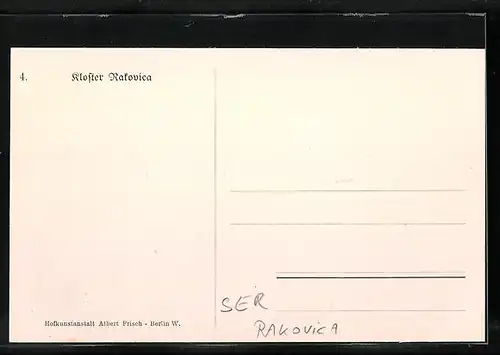 4. Kloster Rakovica
Hofkunstanstalt Albert Frisch - Berlin W.
SER
RAKOVICA